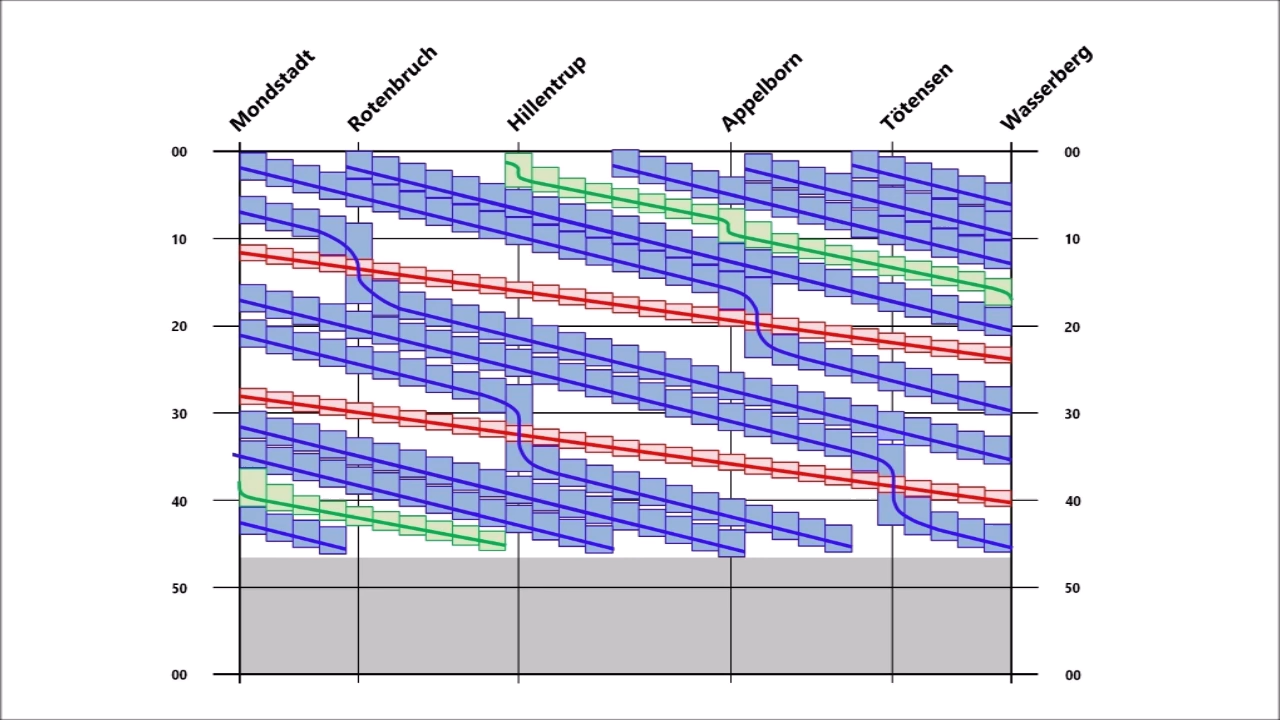 Mondstadt
Rotenbruch
Hillentrup
Appelborn
Tötensen
Wasserberg
00 00
10 10
20 20
30 30
40 40
50 50
00 00